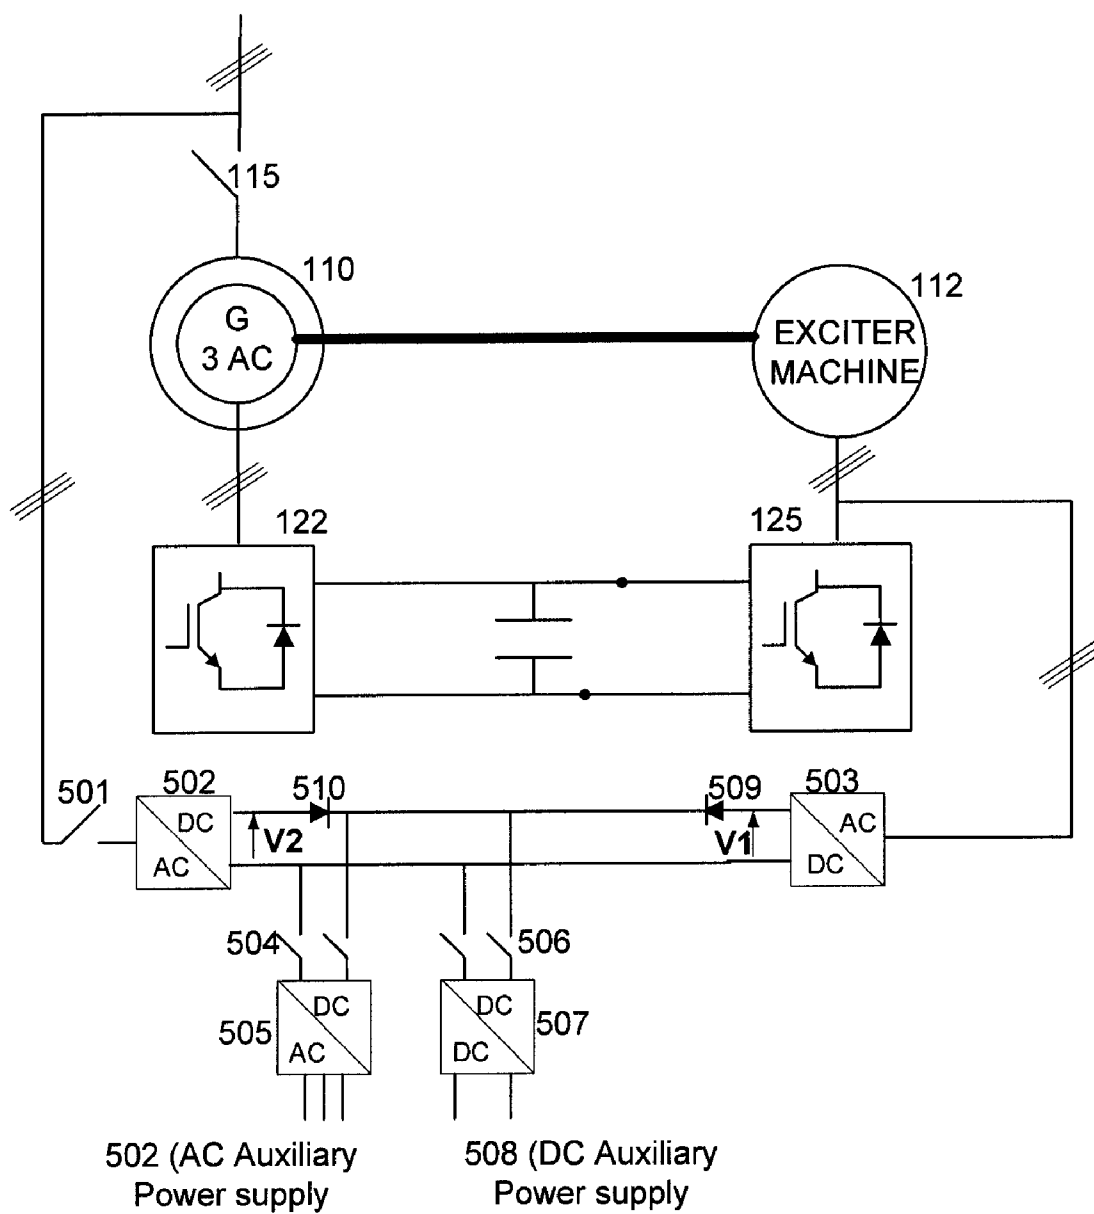 115
110
G
3 AC
112
EXCITER
MACHINE
122
125
501
502
510
509
503
DC
AC
V2
V1
AC
DC
504
506
DC
AC
505
DC
DC
507
502 (AC Auxiliary
Power supply
508 (DC Auxiliary
Power supply